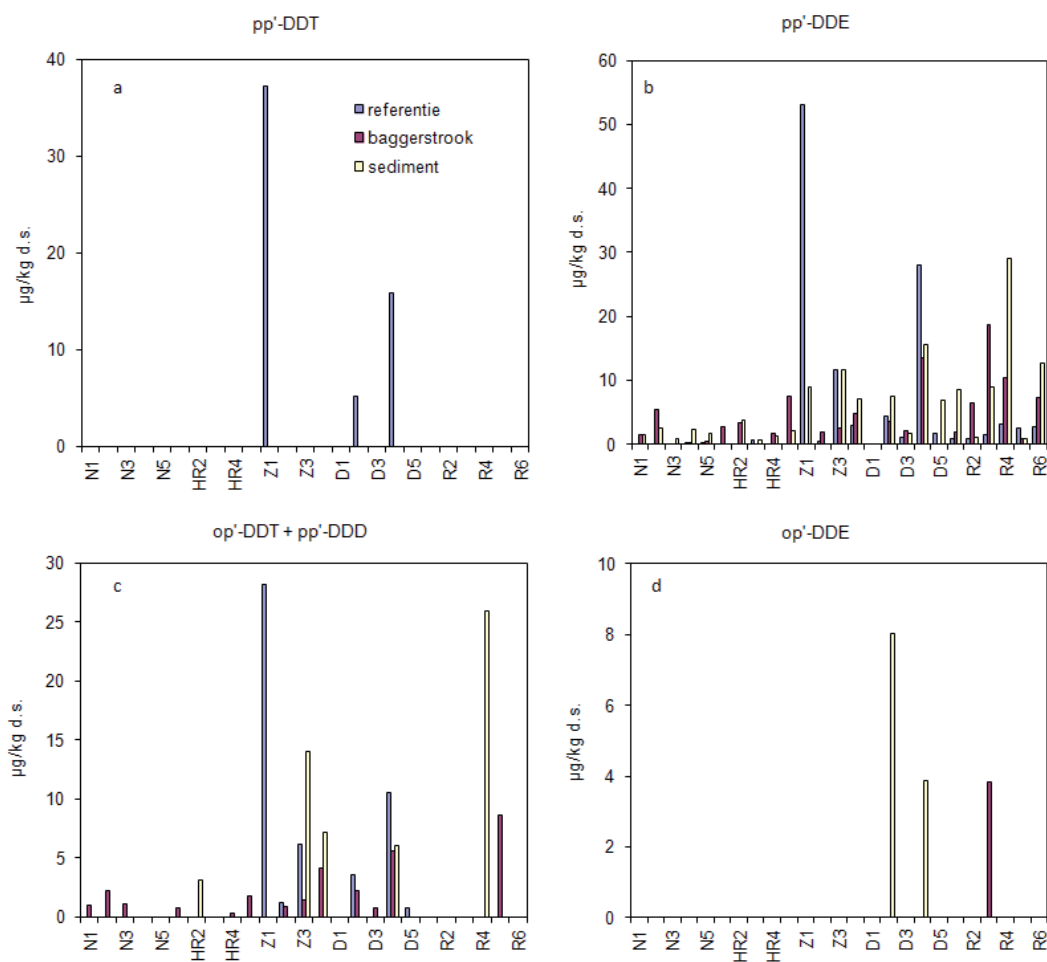 pp'-DDT
40
30
20
10
0
µg/kg d.s.
a
referentie
baggerstrook
sediment
N1 N3 N5 HR2 HR4 Z1 Z3 D1 D3 D5 R2 R4 R6
pp'-DDE
60
50
40
30
20
10
0
µg/kg d.s.
b
N1 N3 N5 HR2 HR4 Z1 Z3 D1 D3 D5 R2 R4 R6
op'-DDT + pp'-DDD
30
25
20
15
10
5
0
µg/kg d.s.
c
N1 N3 N5 HR2 HR4 Z1 Z3 D1 D3 D5 R2 R4 R6
op'-DDE
10
8
6
4
2
0
µg/kg d.s.
d
N1 N3 N5 HR2 HR4 Z1 Z3 D1 D3 D5 R2 R4 R6